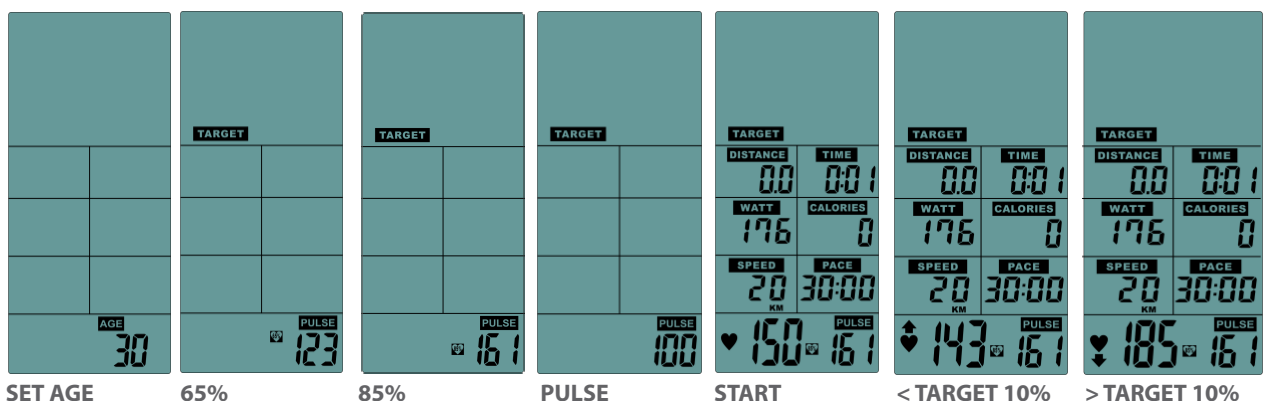 AGE
30
SET AGE
TARGET
PULSE
123
65%
TARGET
PULSE
161
85%
TARGET
PULSE
100
PULSE
TARGET
DISTANCE TIME
0.0 0:01
WATT CALORIES
176 0
SPEED PACE
20 30:00
KM
PULSE
150 161
START
TARGET
DISTANCE TIME
0.0 0:01
WATT CALORIES
176 0
SPEED PACE
20 30:00
KM
PULSE
143 161
< TARGET 10%
TARGET
DISTANCE TIME
0.0 0:01
WATT CALORIES
176 0
SPEED PACE
20 30:00
KM
PULSE
185 161
> TARGET 10%